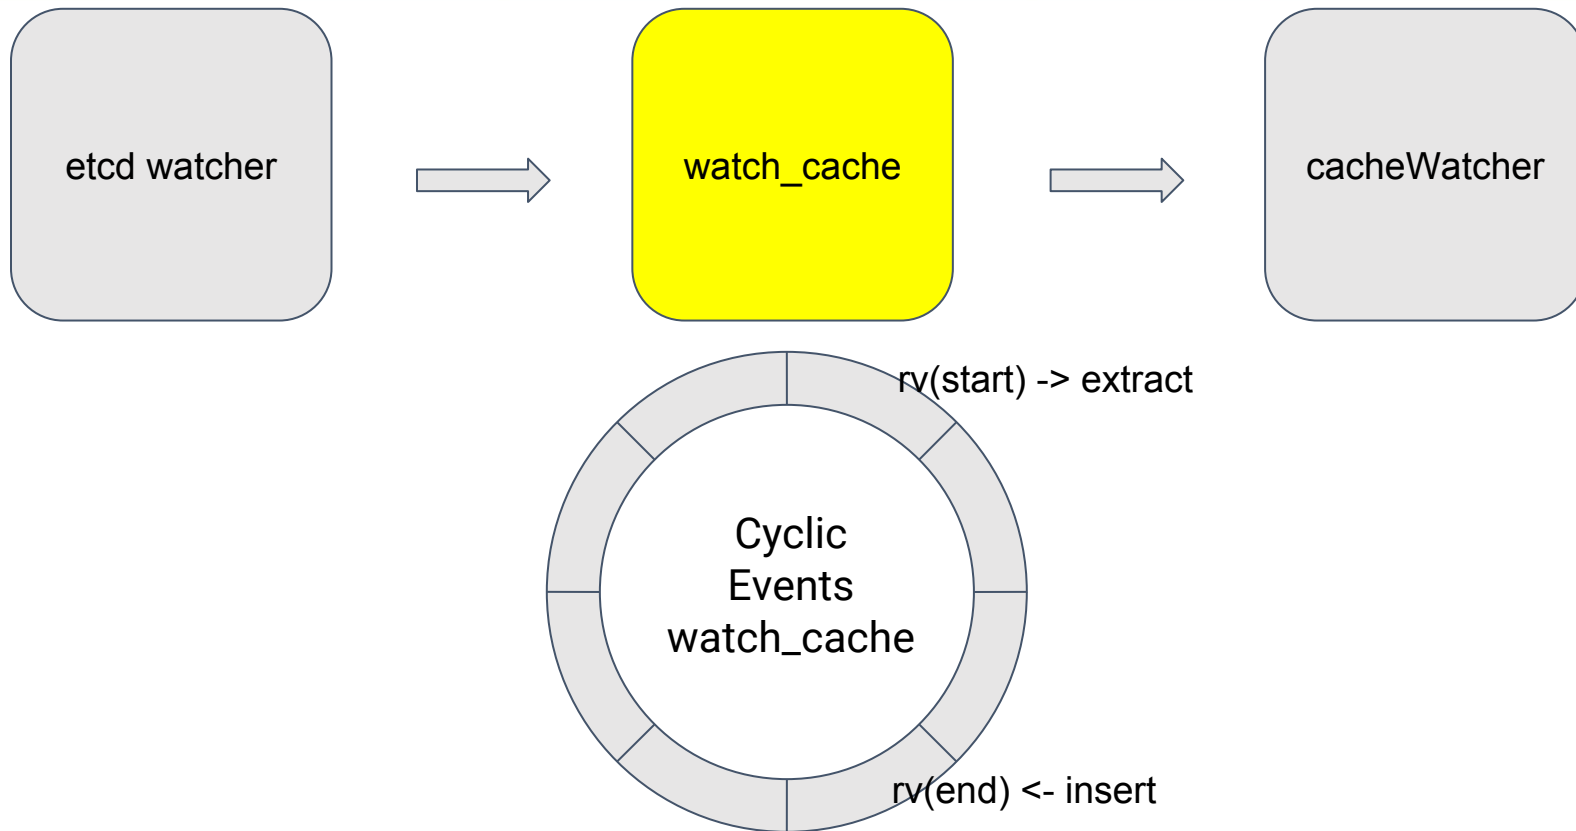 etcd watcher
watch_cache
cacheWatcher
rv(start) -> extract
Cyclic
Events
watch_cache
rv(end) <- insert